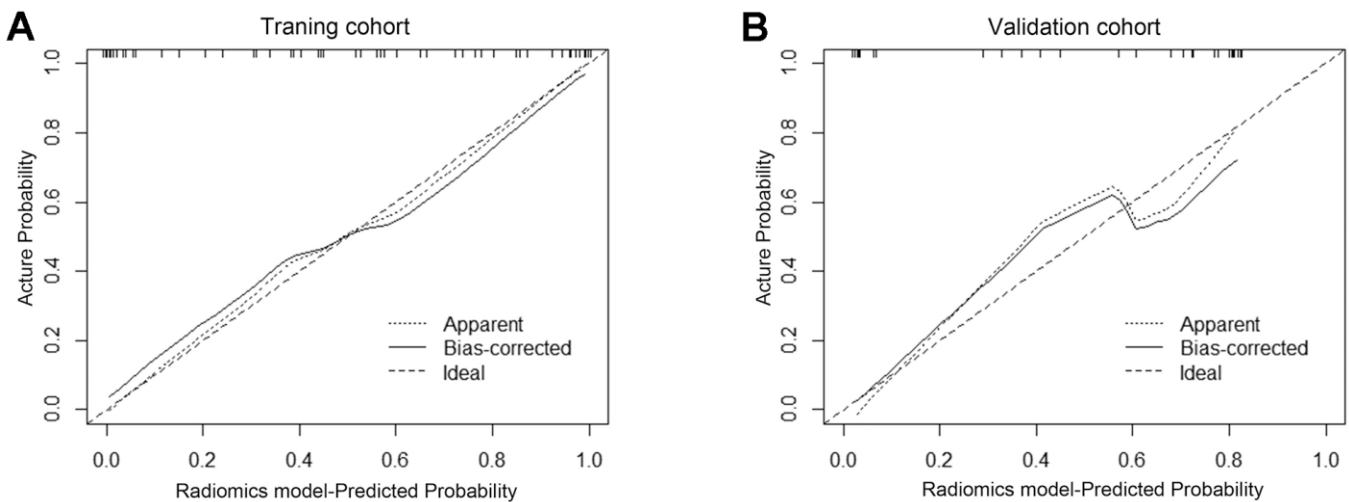 A
Traning cohort
Acture Probability
1.0
0.8
0.6
0.4
0.2
0.0
Apparent
Bias-corrected
Ideal
0.0 0.2 0.4 0.6 0.8 1.0
Radiomics model-Predicted Probability
B
Validation cohort
Acture Probability
1.0
0.8
0.6
0.4
0.2
0.0
Apparent
Bias-corrected
Ideal
0.0 0.2 0.4 0.6 0.8 1.0
Radiomics model-Predicted Probability